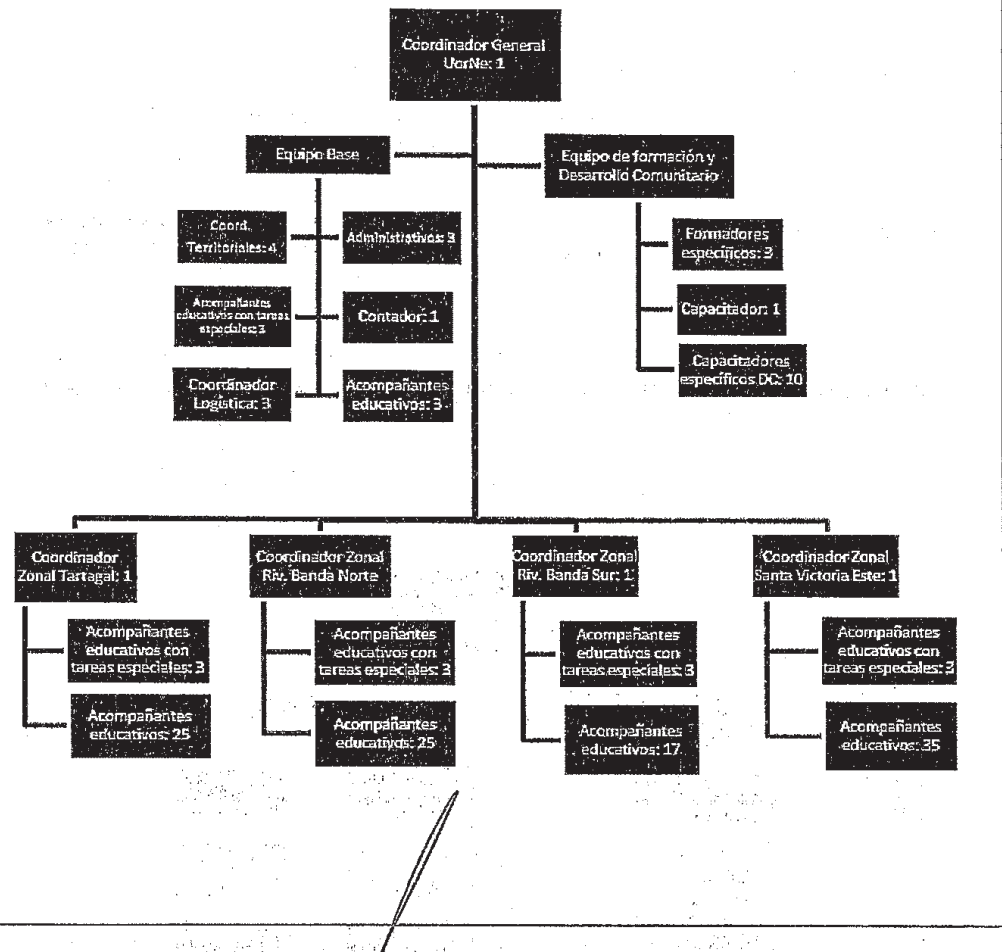 Coordinador General
UorNe: 1
Equipo Base
Equipo de formación y
Desarrollo Comunitario
Coord.
Territoriales: 4
Administrativos: 3
Formadores
específicos: 3
Acompañantes
educativos con tareas
especiales: 3
Contador: 1
Capacitador: 1
Coordinador
Logística: 3
Acompañantes
educativos: 3
Capacitadores
específicos DC: 10
Coordinador
Zonal Tartagal: 1
Coordinador Zonal
Riv. Banda Norte
Coordinador Zonal
Riv. Banda Sur: 1
Coordinador Zonal
Santa Victoria Este: 1
Acompañantes
educativos con
tareas especiales: 3
Acompañantes
educativos con
tareas especiales: 3
Acompañantes
educativos con
tareas especiales: 3
Acompañantes
educativos con
tareas especiales: 3
Acompañantes
educativos: 25
Acompañantes
educativos: 25
Acompañantes
educativos: 17
Acompañantes
educativos: 35